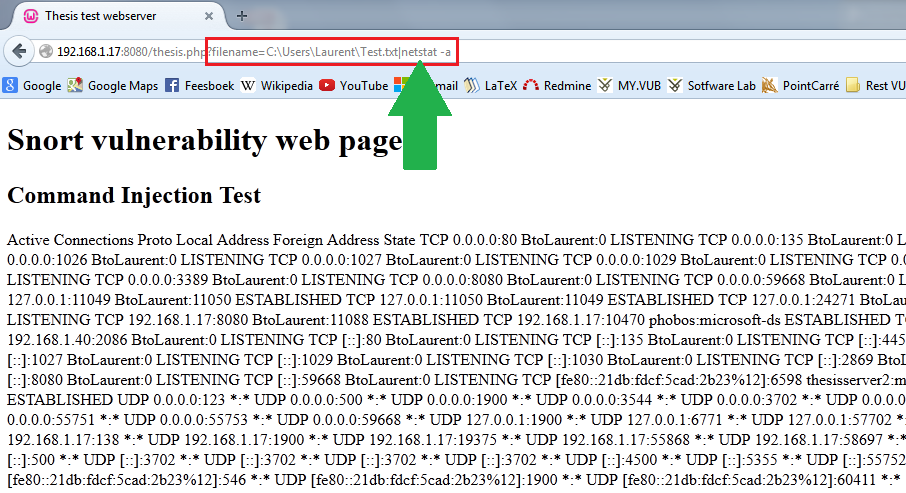 Thesis test webserver
192.168.1.17:8080/thesis.php?filename=C:\Users\Laurent\Test.txt|netstat -a
Google Google Maps Feesboek Wikipedia YouTube mail LaTeX Redmine MY.VUB Sotfware Lab PointCarré Rest VU
Snort vulnerability web page
Command Injection Test
Active Connections Proto Local Address Foreign Address State TCP 0.0.0.0:80 BtoLaurent:0 LISTENING TCP 0.0.0.0:135 BtoLaurent:0 L
0.0.0.0:1026 BtoLaurent:0 LISTENING TCP 0.0.0.0:1027 BtoLaurent:0 LISTENING TCP 0.0.0.0:1029 BtoLaurent:0 LISTENING TCP 0.0
LISTENING TCP 0.0.0.0:3389 BtoLaurent:0 LISTENING TCP 0.0.0.0:8080 BtoLaurent:0 LISTENING TCP 0.0.0.0:59668 BtoLaurent:0 L
127.0.0.1:11049 BtoLaurent:11050 ESTABLISHED TCP 127.0.0.1:11050 BtoLaurent:11049 ESTABLISHED TCP 127.0.0.1:24271 BtoLau
LISTENING TCP 192.168.1.17:8080 BtoLaurent:11088 ESTABLISHED TCP 192.168.1.17:10470 phobos:microsoft-ds ESTABLISHED TC
192.168.1.40:2086 BtoLaurent:0 LISTENING TCP [::]:80 BtoLaurent:0 LISTENING TCP [::]:135 BtoLaurent:0 LISTENING TCP [::]:445
[::]:1027 BtoLaurent:0 LISTENING TCP [::]:1029 BtoLaurent:0 LISTENING TCP [::]:1030 BtoLaurent:0 LISTENING TCP [::]:2869 BtoLau
[::]:8080 BtoLaurent:0 LISTENING TCP [::]:59668 BtoLaurent:0 LISTENING TCP [fe80::21db:fdcf:5cad:2b23%12]:6598 thesisserver2:m
ESTABLISHED UDP 0.0.0.0:123 *:* UDP 0.0.0.0:500 *:* UDP 0.0.0.0:1900 *:* UDP 0.0.0.0:3544 *:* UDP 0.0.0.0:3702 *:* UDP 0.0.0.0
0.0.0.0:55751 *:* UDP 0.0.0.0:55753 *:* UDP 0.0.0.0:59668 *:* UDP 127.0.0.1:1900 *:* UDP 127.0.0.1:6771 *:* UDP 127.0.0.1:57702 *:
192.168.1.17:138 *:* UDP 192.168.1.17:1900 *:* UDP 192.168.1.17:19375 *:* UDP 192.168.1.17:55868 *:* UDP 192.168.1.17:58697 *:*
[::]:500 *:* UDP [::]:3702 *:* UDP [::]:3702 *:* UDP [::]:3702 *:* UDP [::]:3702 *:* UDP [::]:4500 *:* UDP [::]:5355 *:* UDP [::]:55752
[fe80::21db:fdcf:5cad:2b23%12]:546 *:* UDP [fe80::21db:fdcf:5cad:2b23%12]:1900 *:* UDP [fe80::21db:fdcf:5cad:2b23%12]:60411 *:*